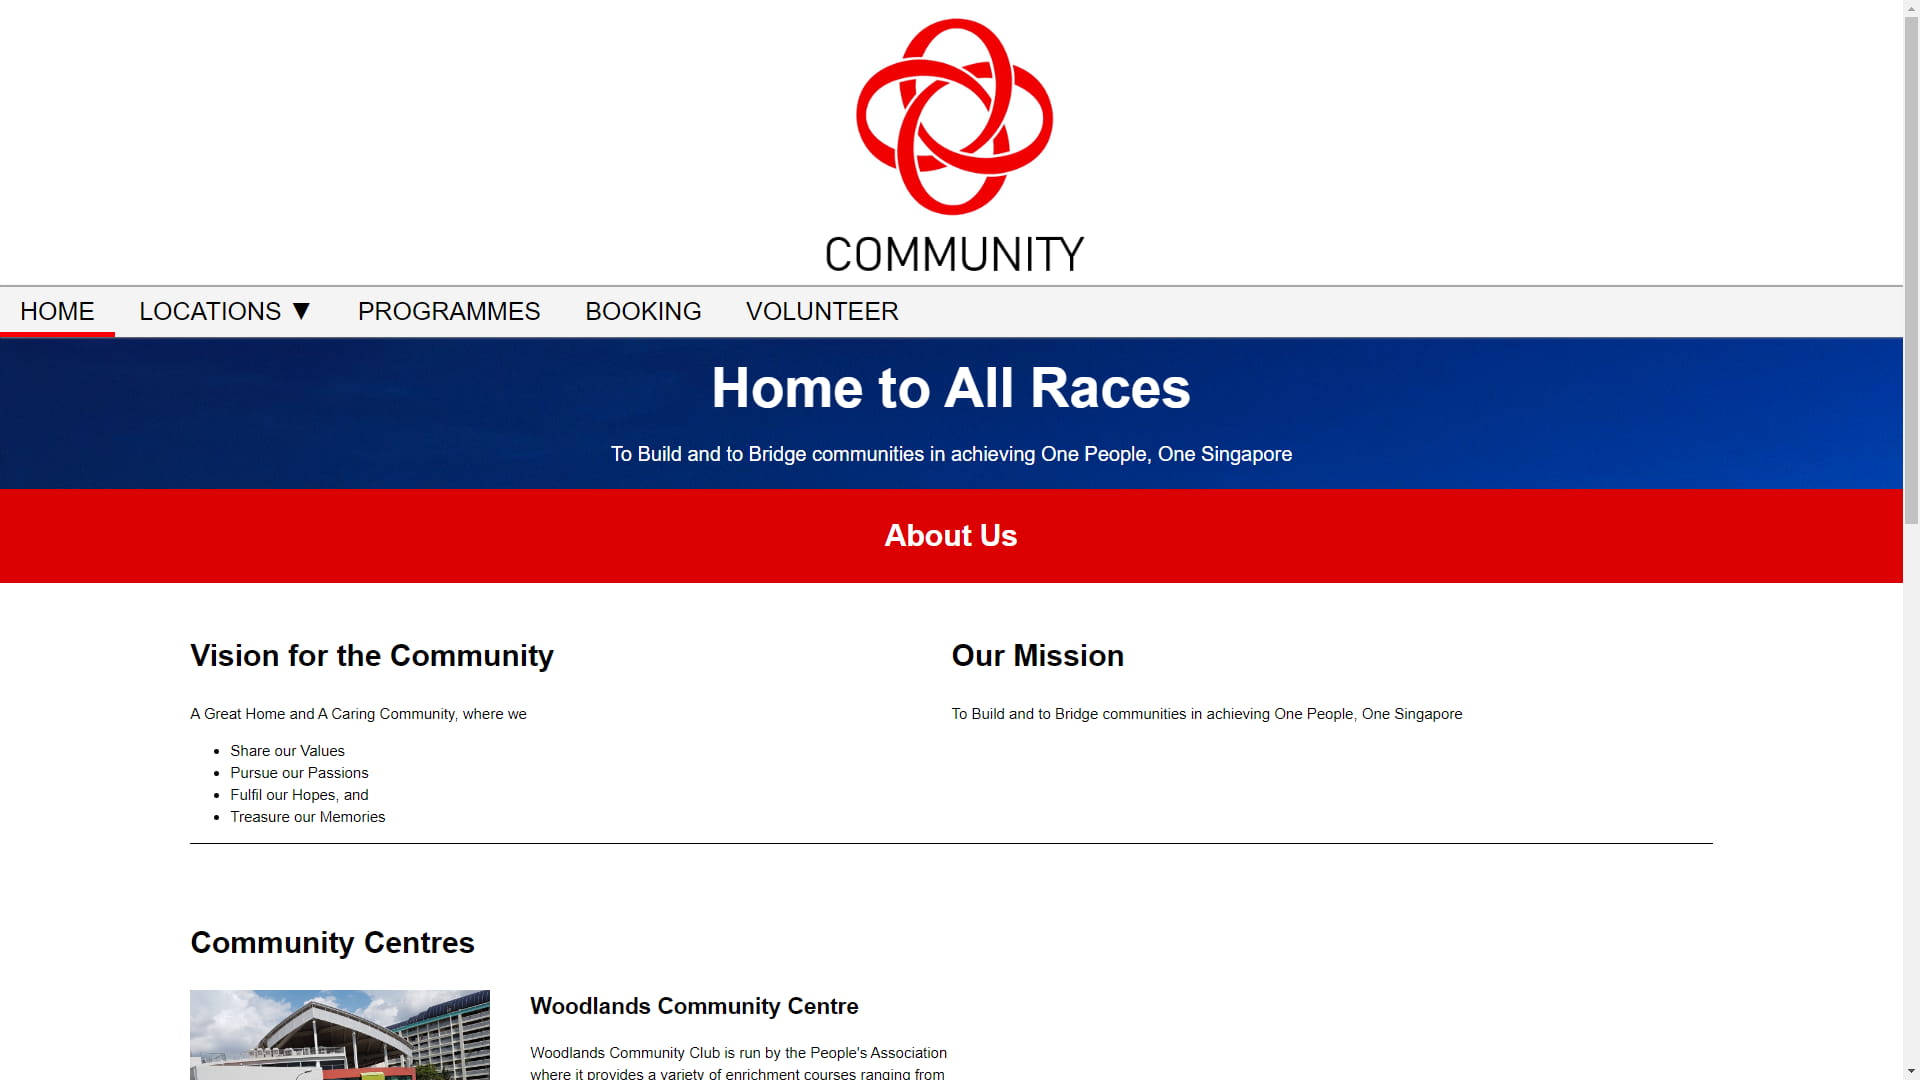 COMMUNITY
HOME LOCATIONS ▼ PROGRAMMES BOOKING VOLUNTEER
Home to All Races
To Build and to Bridge communities in achieving One People, One Singapore
About Us
Vision for the Community
A Great Home and A Caring Community, where we
• Share our Values
• Pursue our Passions
• Fulfil our Hopes, and
• Treasure our Memories
Our Mission
To Build and to Bridge communities in achieving One People, One Singapore
Community Centres
Woodlands Community Centre
Woodlands Community Club is run by the People's Association
where it provides a variety of enrichment courses ranging from